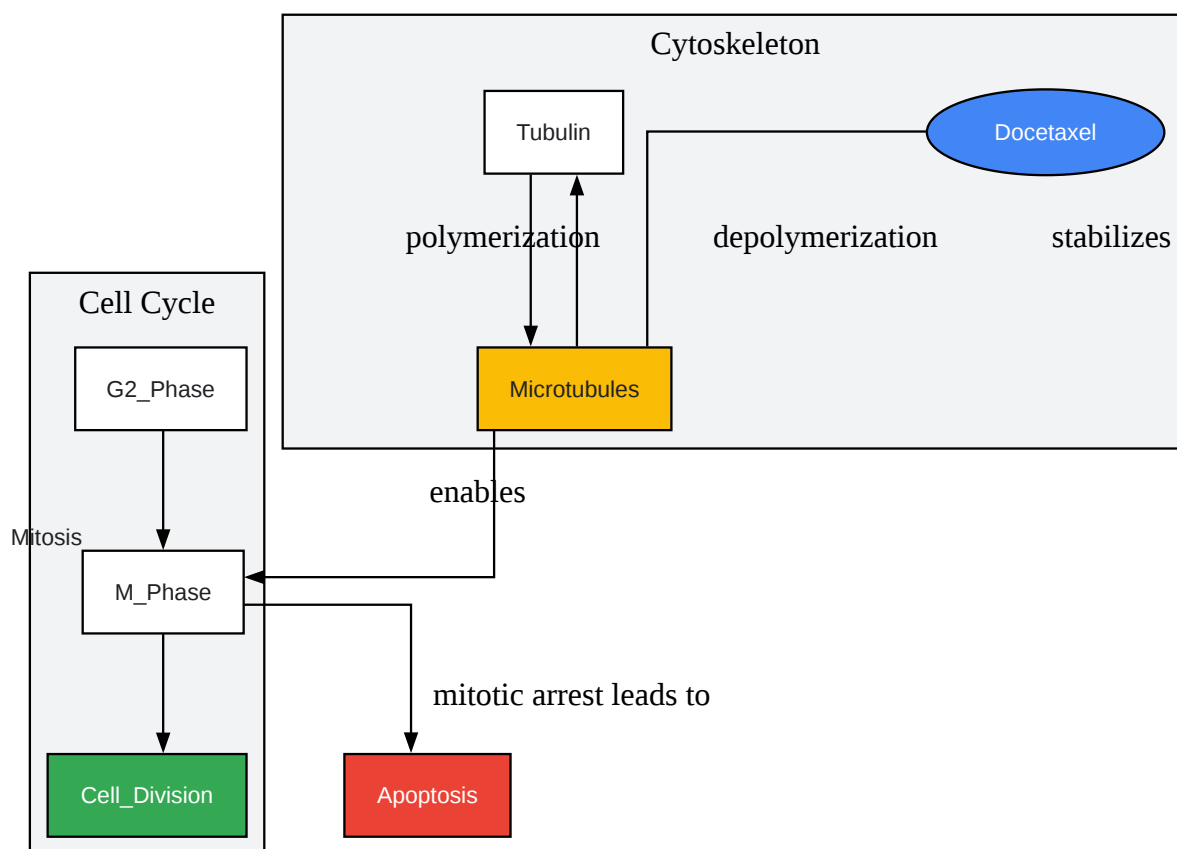 Cytoskeleton
Tubulin
Docetaxel
polymerization
depolymerization
stabilizes
Cell Cycle
G2_Phase
Microtubules
enables
Mitosis
M_Phase
mitotic arrest leads to
Cell_Division
Apoptosis